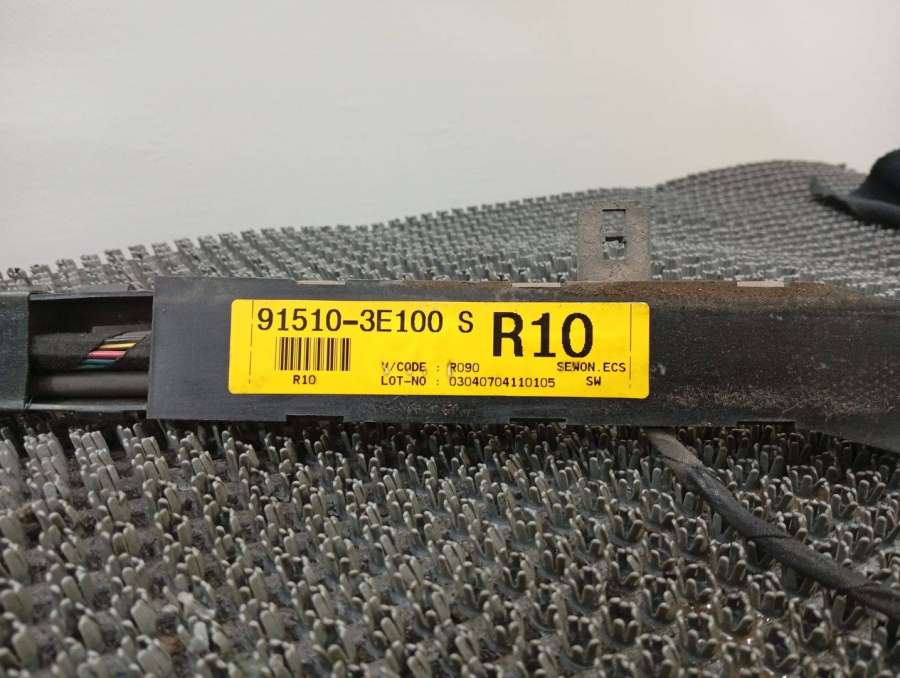 91510-3E100 S R10
V/CODE : R090 SEWON.ECS
R10 LOT-NO : 03040704110105 SW